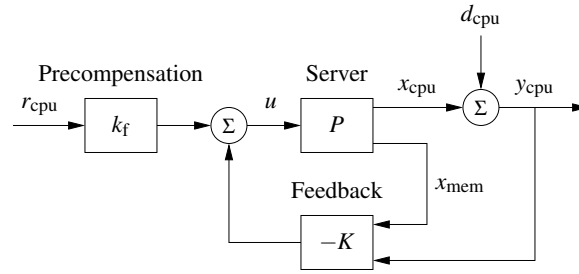 d_cpu
Precompensation
Server
r_cpu
k_f
Σ
u
P
x_cpu
Σ
y_cpu
x_mem
Feedback
−K